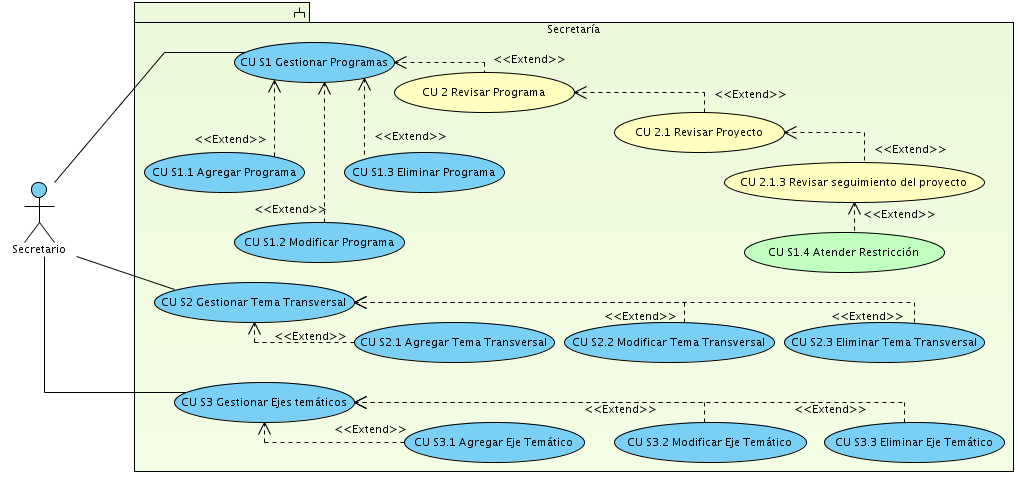 Secretaría
CU S1 Gestionar Programas
<<Extend>>
CU 2 Revisar Programa
<<Extend>>
CU 2.1 Revisar Proyecto
<<Extend>>
<<Extend>>
<<Extend>>
CU S1.1 Agregar Programa
CU S1.3 Eliminar Programa
CU 2.1.3 Revisar seguimiento del proyecto
<<Extend>>
<<Extend>>
CU S1.2 Modificar Programa
CU S1.4 Atender Restricción
Secretario
CU S2 Gestionar Tema Transversal
<<Extend>>
<<Extend>>
<<Extend>>
CU S2.1 Agregar Tema Transversal
CU S2.2 Modificar Tema Transversal
CU S2.3 Eliminar Tema Transversal
CU S3 Gestionar Ejes temáticos
<<Extend>>
<<Extend>>
<<Extend>>
CU S3.1 Agregar Eje Temático
CU S3.2 Modificar Eje Temático
CU S3.3 Eliminar Eje Temático